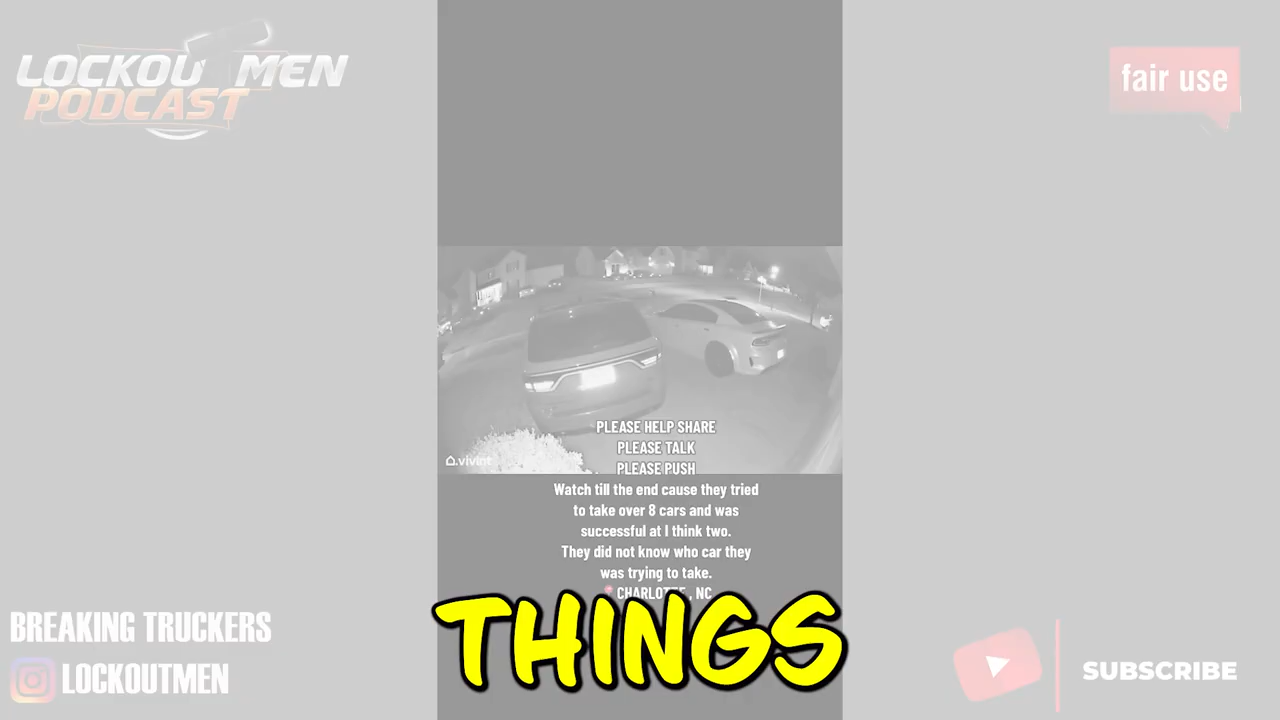 LOCKOUTMEN
PODCAST
fair use
vivint
PLEASE HELP SHARE
PLEASE TALK
PLEASE PUSH
Watch till the end cause they tried
to take over 8 cars and was
successful at I think two.
They did not know who car they
was trying to take.
CHARLOTTE , NC
THINGS
BREAKING TRUCKERS
LOCKOUTMEN
SUBSCRIBE